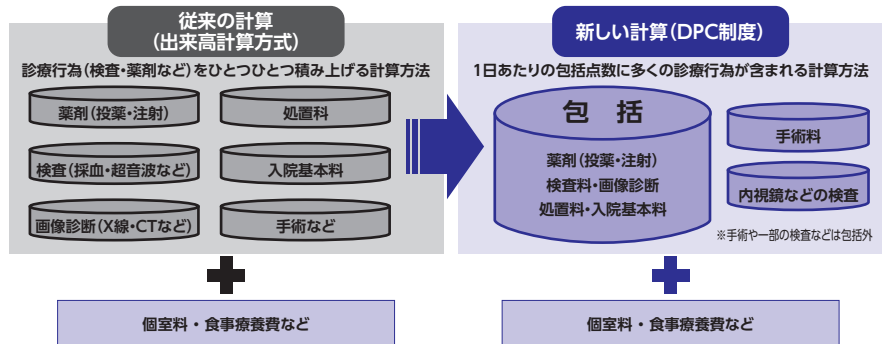 従来の計算
(出来高計算方式)
診療行為(検査・薬剤など)をひとつひとつ積み上げる計算方法
薬剤(投薬・注射)
処置科
検査(採血・超音波など)
入院基本料
画像診断(X線・CTなど)
手術など
個室料・食事療養費など
新しい計算(DPC制度)
1日あたりの包括点数に多くの診療行為が含まれる計算方法
包 括
薬剤(投薬・注射)
検査料・画像診断
処置料・入院基本料
手術料
内視鏡などの検査
※手術や一部の検査などは包括外
個室料・食事療養費など